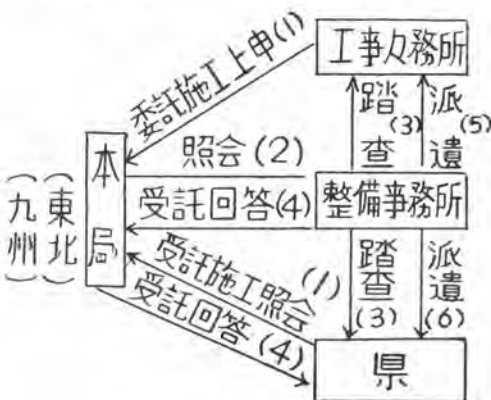 工事々務所
委託施工上申(1)
踏査(3)
派遣(5)
照会(2)
本局
(東北)
(九州)
受託回答(4)
整備事務所
受託施工照会(1)
受託回答(4)
踏査(3)
派遣(6)
県